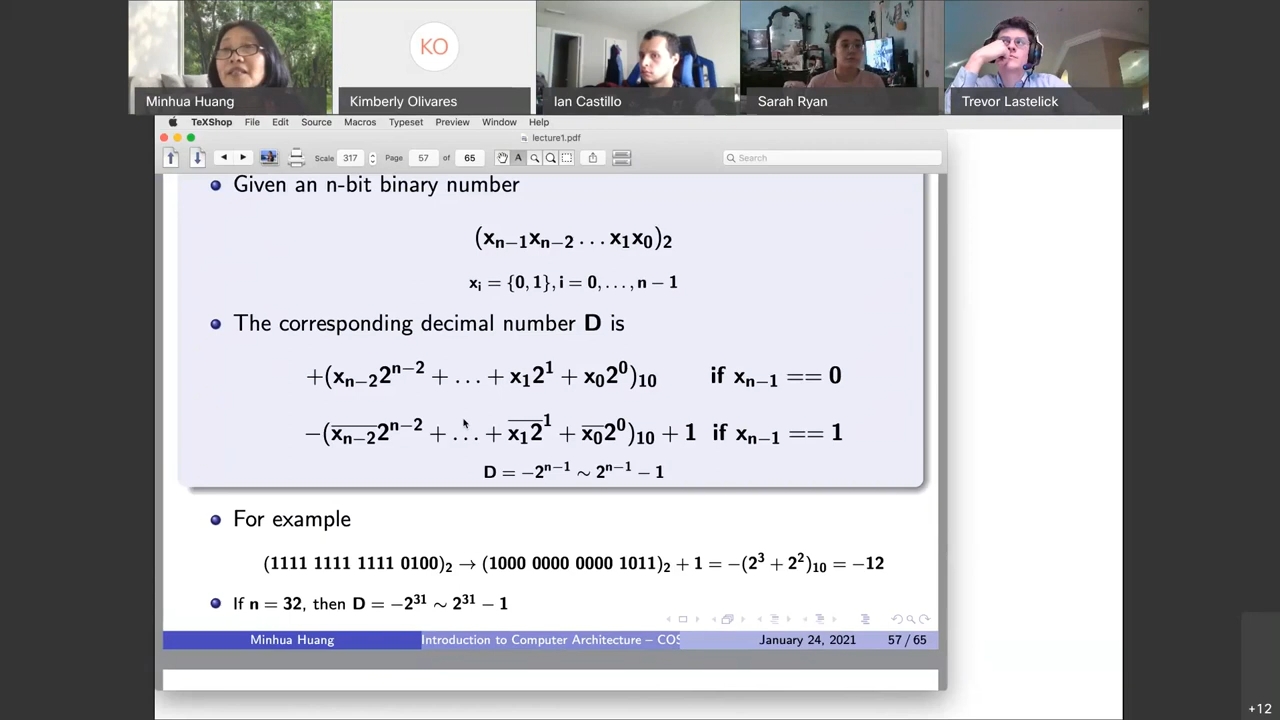 KO
Minhua Huang
Kimberly Olivares
Ian Castillo
Sarah Ryan
Trevor Lastelick
TeXShop File Edit Source Macros Typeset Preview Window Help
lecture1.pdf
Scale 317 Page 57 of 65 A Search
Given an n-bit binary number
(xₙ₋₁xₙ₋₂ . . . x₁x₀)₂
xᵢ = {0, 1}, i = 0, . . . , n − 1
The corresponding decimal number D is
+(xₙ₋₂2ⁿ⁻² + . . . + x₁2¹ + x₀2⁰)₁₀ if xₙ₋₁ == 0
−(x̅ₙ₋₂2ⁿ⁻² + . . . + x̅₁2̅¹ + x̅₀2⁰)₁₀ + 1 if xₙ₋₁ == 1
D = −2ⁿ⁻¹ ∼ 2ⁿ⁻¹ − 1
For example
(1111 1111 1111 0100)₂ → (1000 0000 0000 1011)₂ + 1 = −(2³ + 2²)₁₀ = −12
If n = 32, then D = −2³¹ ∼ 2³¹ − 1
Minhua Huang Introduction to Computer Architecture – COS January 24, 2021 57 / 65
+12